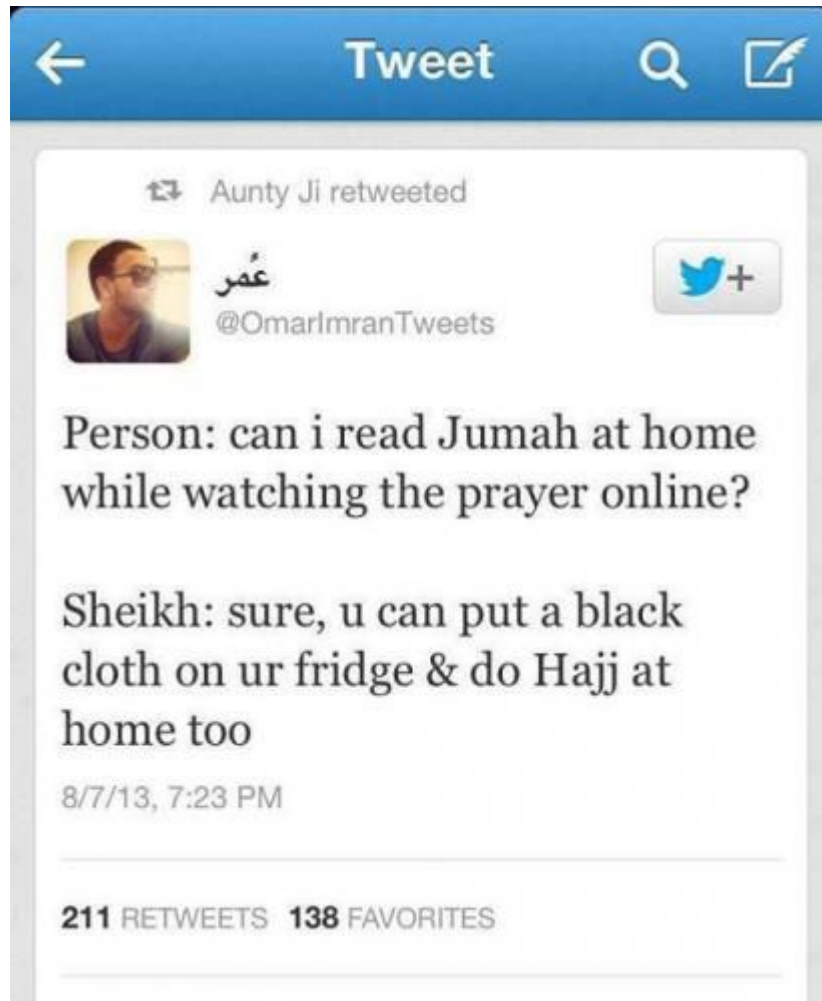 Tweet
Aunty Ji retweeted
عُمر
@OmarImranTweets
Person: can i read Jumah at home
while watching the prayer online?
Sheikh: sure, u can put a black
cloth on ur fridge & do Hajj at
home too
8/7/13, 7:23 PM
211 RETWEETS 138 FAVORITES